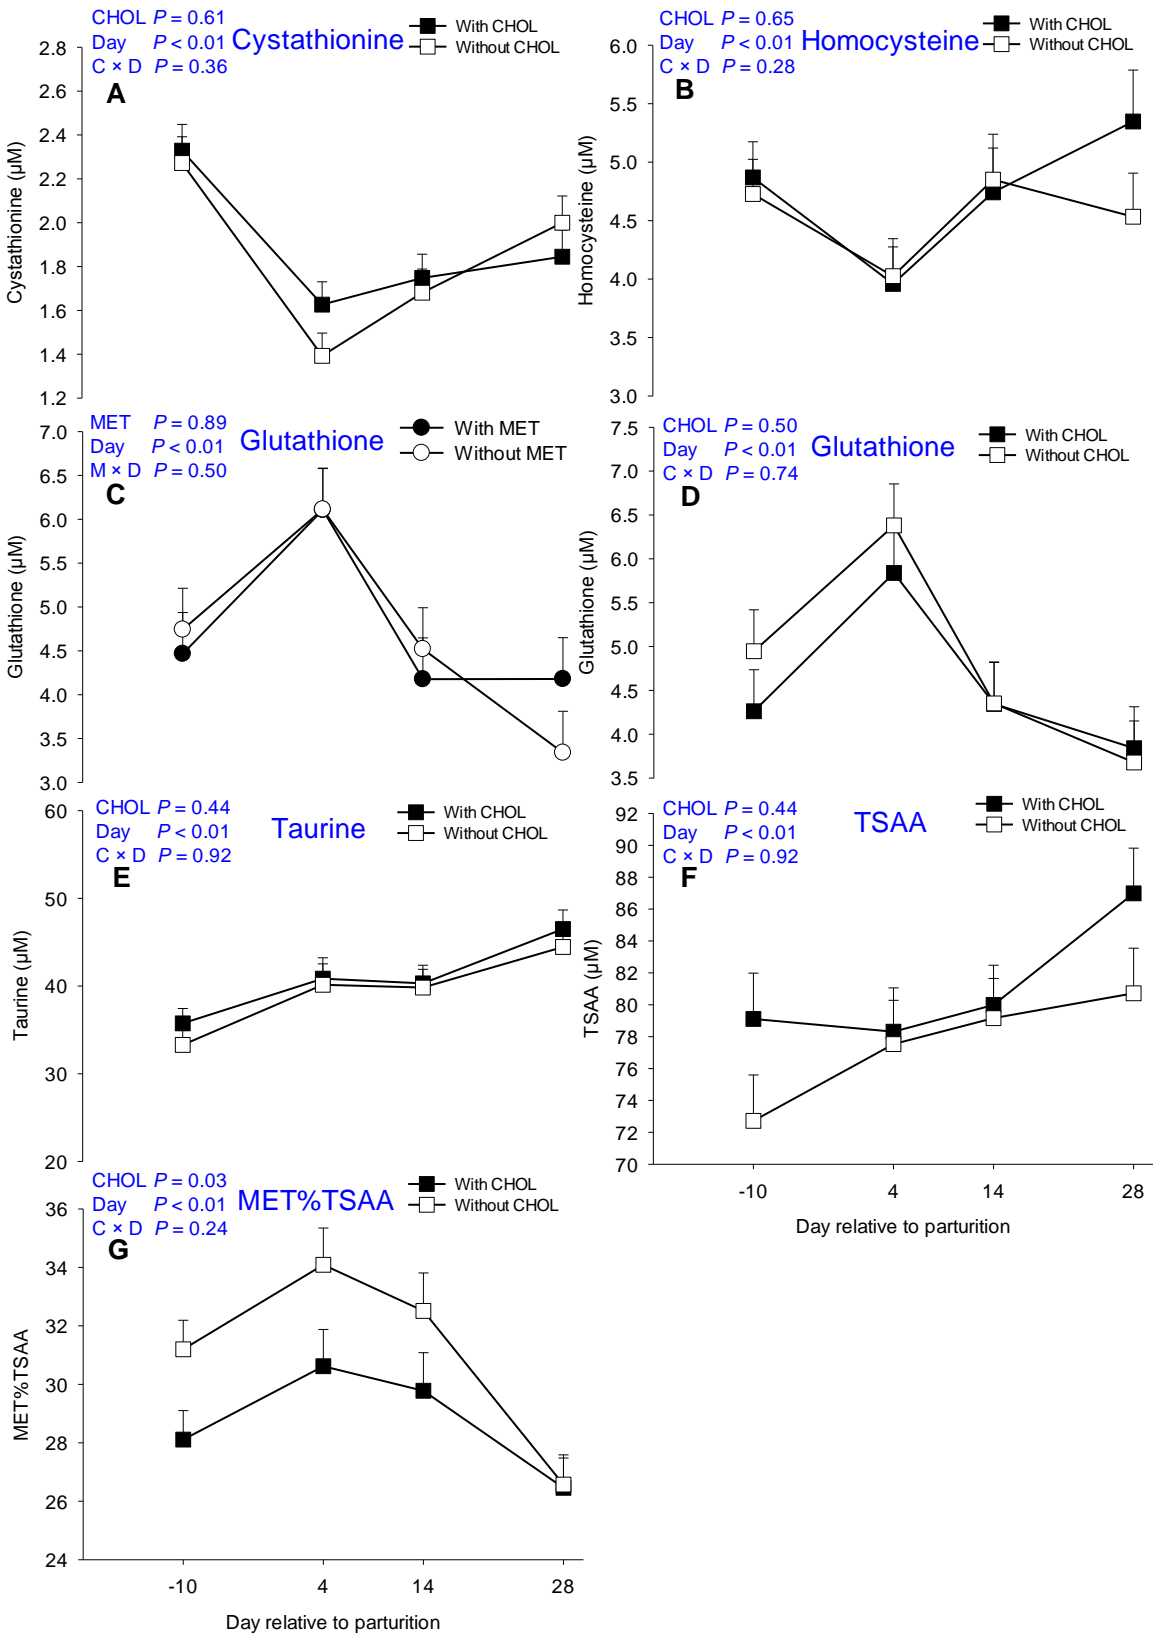 CHOL P = 0.61
Day P < 0.01
C × D P = 0.36
Cystathionine
With CHOL
Without CHOL
A
2.8
2.6
2.4
2.2
2.0
1.8
1.6
1.4
1.2
Cystathionine (µM)
CHOL P = 0.65
Day P < 0.01
C × D P = 0.28
Homocysteine
With CHOL
Without CHOL
B
6.0
5.5
5.0
4.5
4.0
3.5
3.0
Homocysteine (µM)
MET P = 0.89
Day P < 0.01
M × D P = 0.50
Glutathione
With MET
Without MET
C
7.0
6.5
6.0
5.5
5.0
4.5
4.0
3.5
3.0
Glutathione (µM)
CHOL P = 0.50
Day P < 0.01
C × D P = 0.74
Glutathione
With CHOL
Without CHOL
D
7.5
7.0
6.5
6.0
5.5
5.0
4.5
4.0
3.5
Glutathione (µM)
CHOL P = 0.44
Day P < 0.01
C × D P = 0.92
Taurine
With CHOL
Without CHOL
E
60
50
40
30
20
Taurine (µM)
CHOL P = 0.44
Day P < 0.01
C × D P = 0.92
TSAA
With CHOL
Without CHOL
F
92
90
88
86
84
82
80
78
76
74
72
70
TSAA (µM)
-10 4 14 28
Day relative to parturition
CHOL P = 0.03
Day P < 0.01
C × D P = 0.24
MET%TSAA
With CHOL
Without CHOL
G
36
34
32
30
28
26
24
MET%TSAA
-10 4 14 28
Day relative to parturition